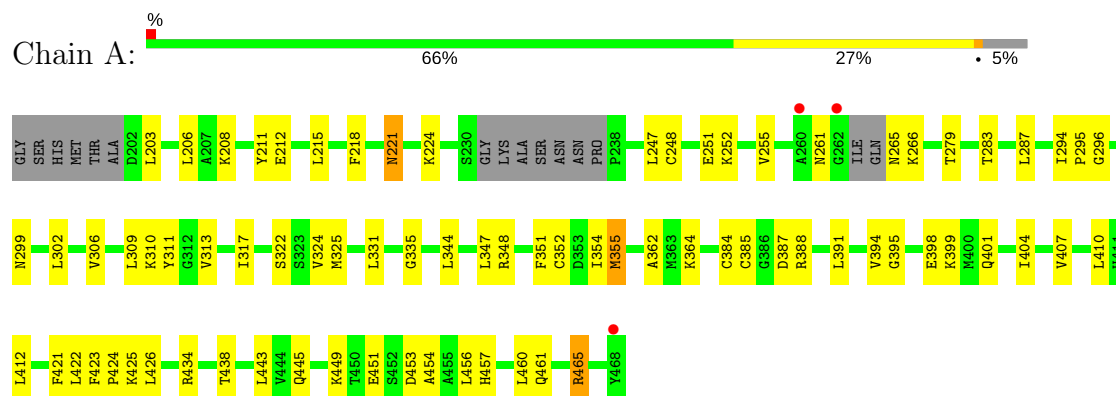 %
Chain A:
66% 27% • 5%
GLY SER HIS MET THR ALA D202 L203 L206 A207 K208 Y211 E212 L215 F218 N221 K224 S230 GLY LYS ALA SER ASN ASN PRO P238 L247 C248 E251 K252 V255 A260 N261 G262 ILE GLN N265 K266 T279 T283 L287 I294 P295 G296
N299 L302 V306 L309 K310 Y311 G312 V313 I317 S322 S323 V324 M325 L331 G335 L344 L347 R348 F351 C352 D353 I354 M355 A362 M363 K364 C384 C385 G386 D387 R388 L391 V394 G395 E398 K399 M400 Q401 I404 V407 L410
L412 F421 L422 F423 P424 K425 L426 R434 T438 L443 V444 Q445 K449 T450 E451 S452 D453 A454 A455 L456 H457 L460 Q461 R465 Y468